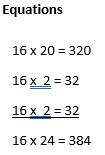 Equations
16 x 20 = 320
16 x 2 = 32
16 x 2 = 32
16 x 24 = 384